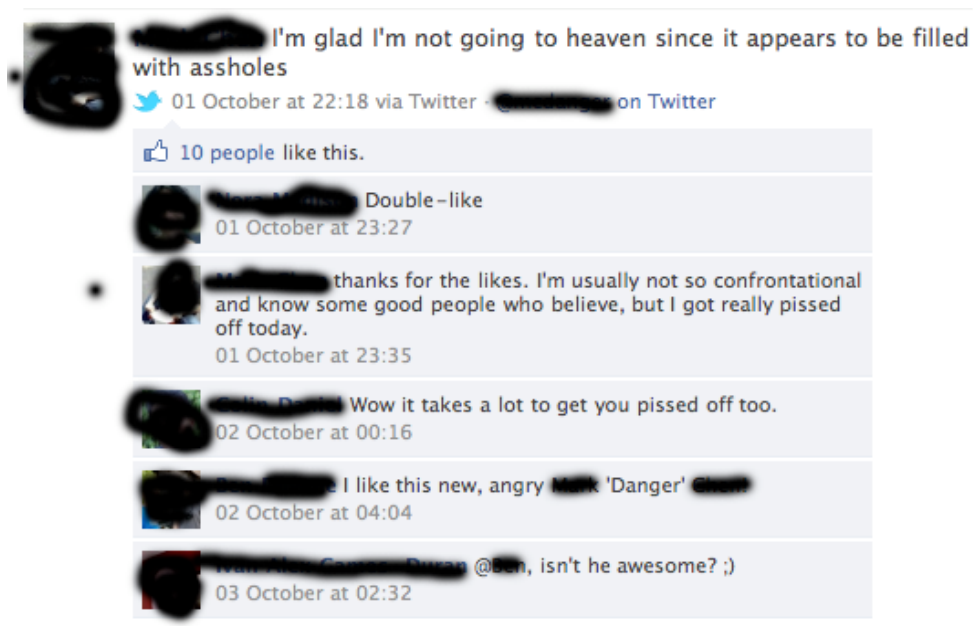 I'm glad I'm not going to heaven since it appears to be filled
with assholes
01 October at 22:18 via Twitter · on Twitter
10 people like this.
Double-like
01 October at 23:27
thanks for the likes. I'm usually not so confrontational
and know some good people who believe, but I got really pissed
off today.
01 October at 23:35
Wow it takes a lot to get you pissed off too.
02 October at 00:16
I like this new, angry 'Danger'
02 October at 04:04
@ , isn't he awesome? ;)
03 October at 02:32